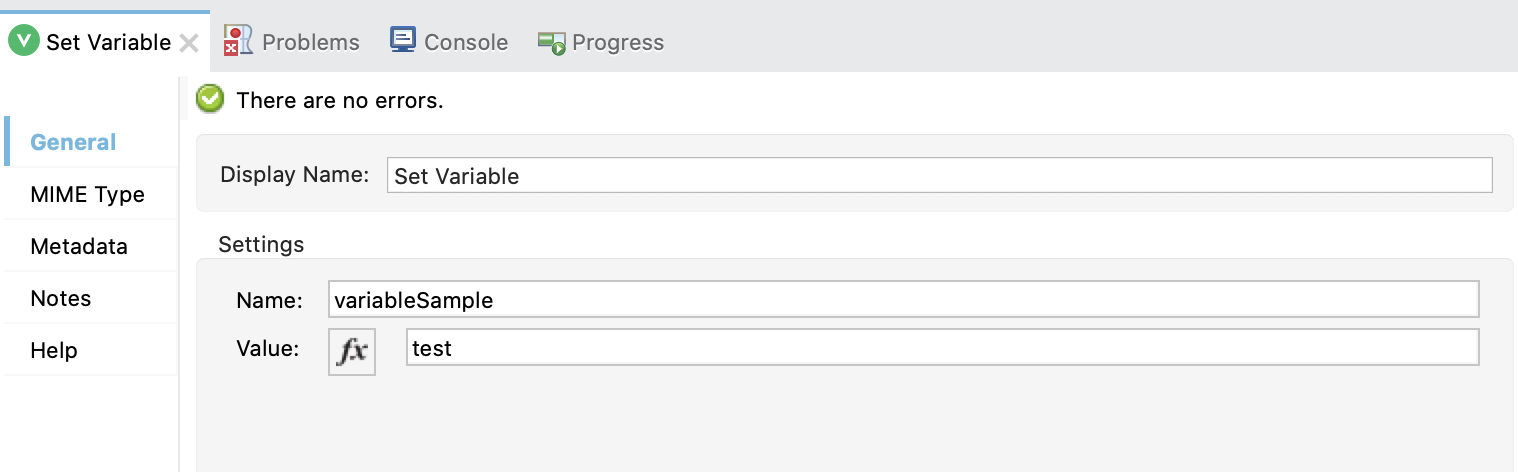 Set Variable Problems Console Progress
There are no errors.
General
MIME Type
Metadata
Notes
Help
Display Name: Set Variable
Settings
Name: variableSample
Value: fx test